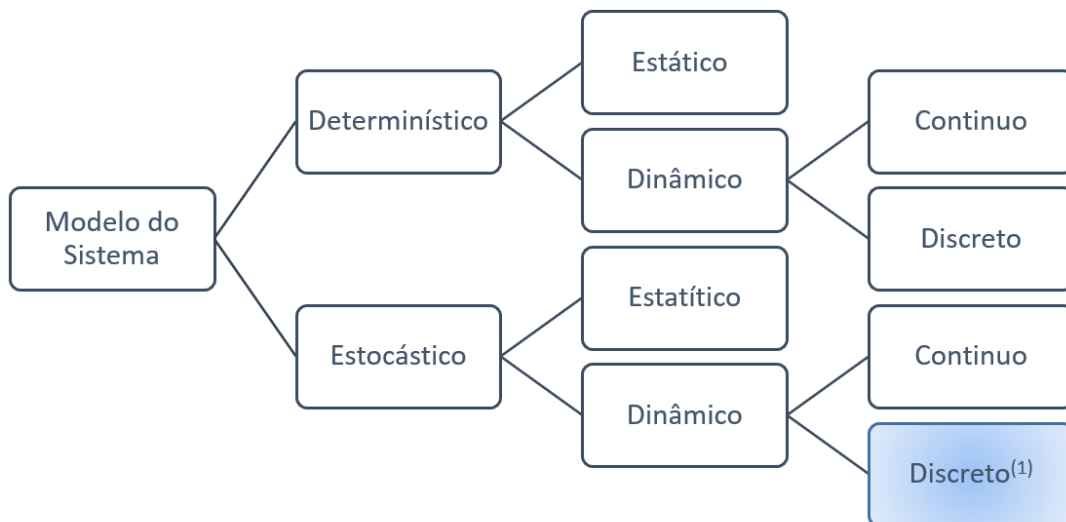 Modelo do
Sistema
Determinístico
Estático
Dinâmico
Continuo
Discreto
Estocástico
Estatítico
Dinâmico
Continuo
Discreto(1)